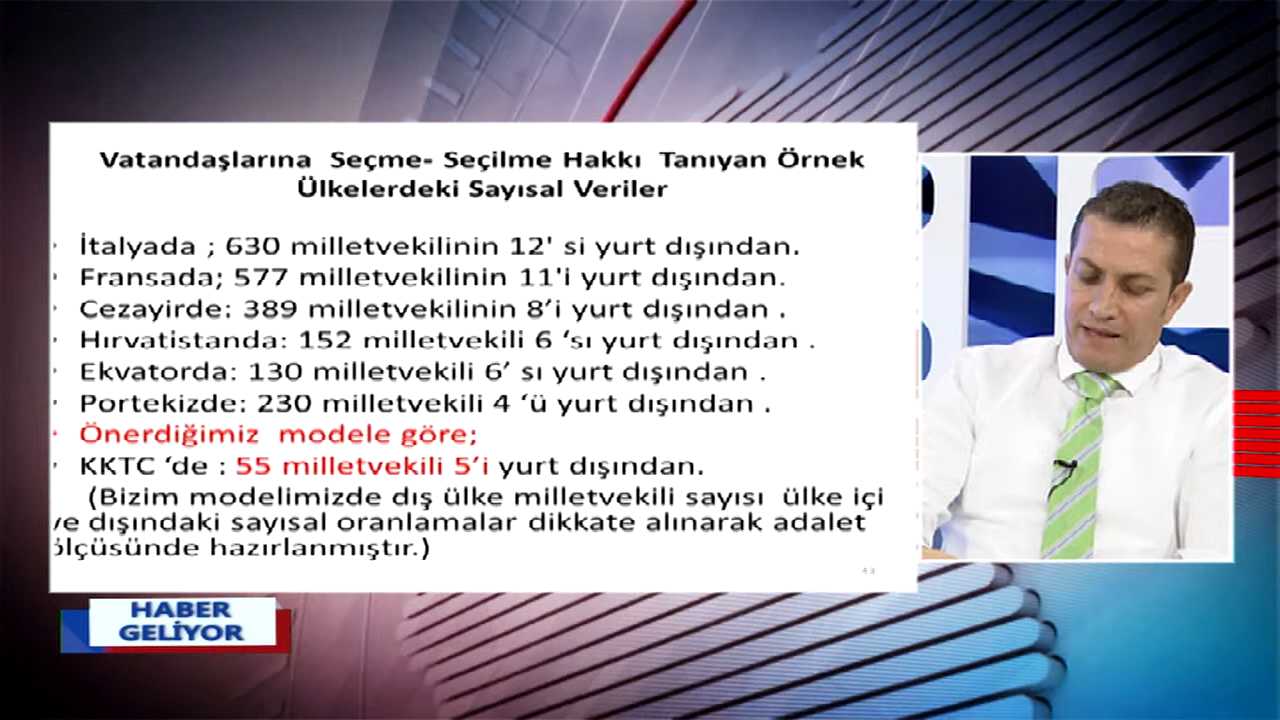 Vatandaşlarına Seçme- Seçilme Hakkı Tanıyan Örnek
Ülkelerdeki Sayısal Veriler
İtalyada ; 630 milletvekilinin 12' si yurt dışından.
Fransada; 577 milletvekilinin 11'i yurt dışından.
Cezayirde: 389 milletvekilinin 8’i yurt dışından .
Hırvatistanda: 152 milletvekili 6 ‘sı yurt dışından .
Ekvatorda: 130 milletvekili 6’ sı yurt dışından .
Portekizde: 230 milletvekili 4 ‘ü yurt dışından .
Önerdiğimiz modele göre;
KKTC ‘de : 55 milletvekili 5’i yurt dışından.
(Bizim modelimizde dış ülke milletvekili sayısı ülke içi
ve dışındaki sayısal oranlamalar dikkate alınarak adalet
ölçüsünde hazırlanmıştır.)
43
HABER
GELİYOR